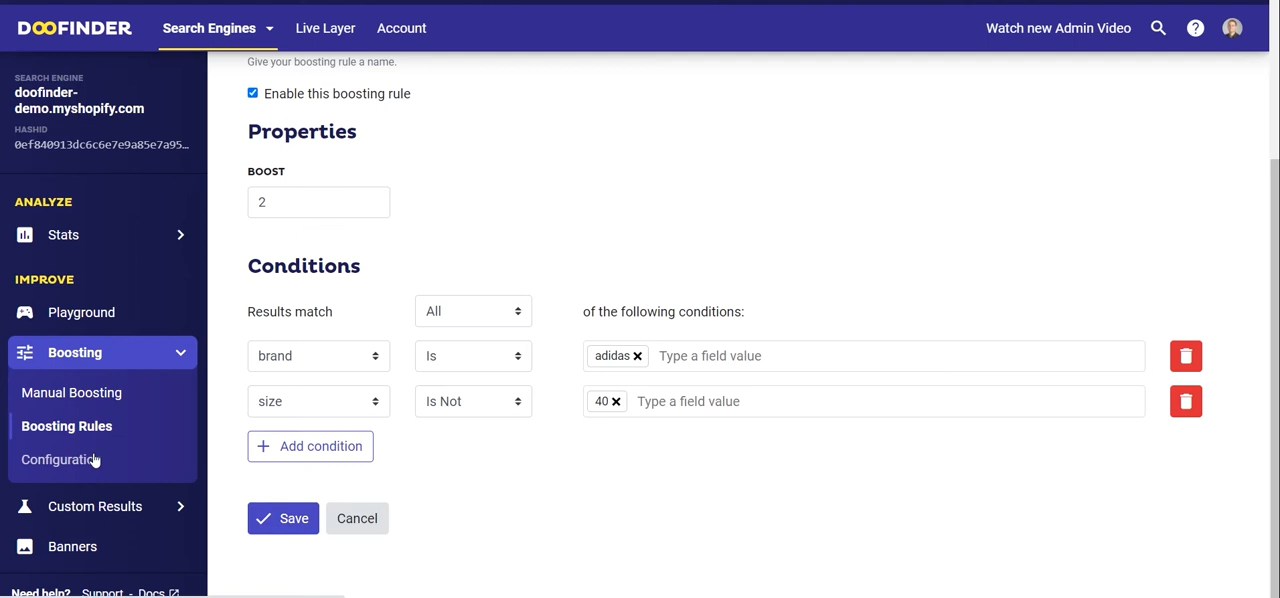 DOOFINDER
Search Engines
Live Layer
Account
Watch new Admin Video
SEARCH ENGINE
doofinder-
demo.myshopify.com
HASHID
0ef840913dc6c6e7e9a85e7a95…
ANALYZE
Stats
IMPROVE
Playground
Boosting
Manual Boosting
Boosting Rules
Configuration
Custom Results
Banners
Need help? Support - Docs
Give your boosting rule a name.
Enable this boosting rule
Properties
BOOST
2
Conditions
Results match All of the following conditions:
brand Is adidas × Type a field value
size Is Not 40 × Type a field value
+ Add condition
Save Cancel